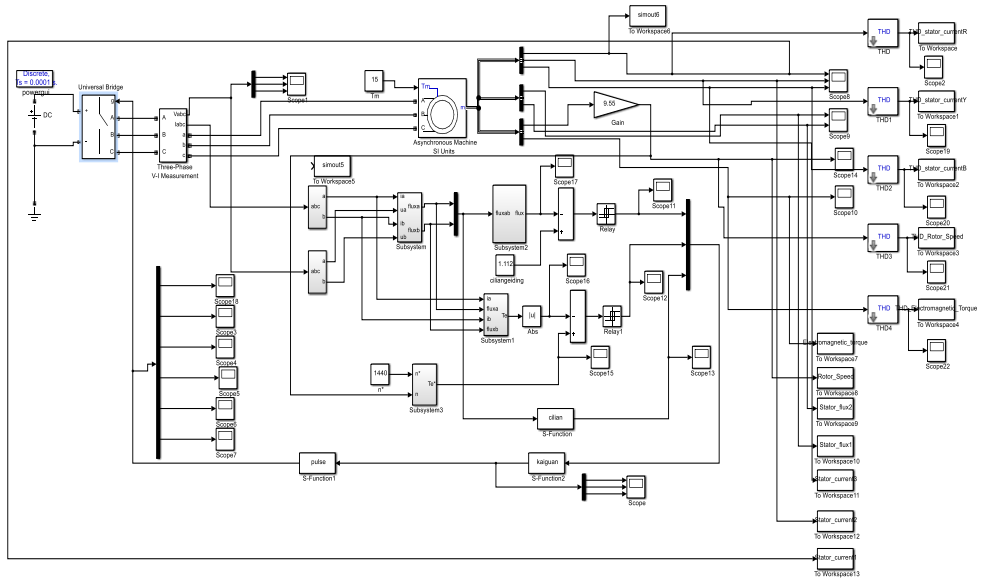 simout6
To Workspace6
THD
THD
THD_stator_currentR
To Workspace
Scope2
Discrete,
Ts = 0.0001 s.
powergui
Universal Bridge
g
+
A
B
-
C
DC
A
B
C
Vabc
Iabc
a
b
c
Three-Phase
V-I Measurement
Scope1
15
Tm
Tm
A
B
C
m
Asynchronous Machine
SI Units
9.55
Gain
Scope8
Scope9
THD
THD1
THD_stator_currentY
To Workspace1
Scope19
simout5
To Workspace5
Scope17
Scope14
Scope10
THD
THD2
THD_stator_currentB
To Workspace2
Scope20
abc
a
b
ia
ua
ib
ub
fluxa
fluxb
Subsystem
fluxab
flux
Subsystem2
-
+
Relay
Scope11
abc
a
b
1.112
ciliangeiding
Scope16
Scope12
THD
THD3
THD_Rotor_Speed
To Workspace3
Scope21
Scope18
Scope3
Scope4
Scope5
Scope6
Scope7
ia
fluxa
ib
fluxb
Te
Subsystem1
|u|
Abs
-
+
Relay1
Scope15
Scope13
THD
THD4
THD_Electromagnetic_Torque
To Workspace4
Scope22
1440
n*
n*
n
Te*
Subsystem3
cilian
S-Function
pulse
S-Function1
kaiguan
S-Function2
Scope
To Workspace7
Rotor_Speed
To Workspace8
Stator_flux2
To Workspace9
Stator_flux1
To Workspace10
Stator_current3
To Workspace11
Stator_current2
To Workspace12
Stator_current1
To Workspace13